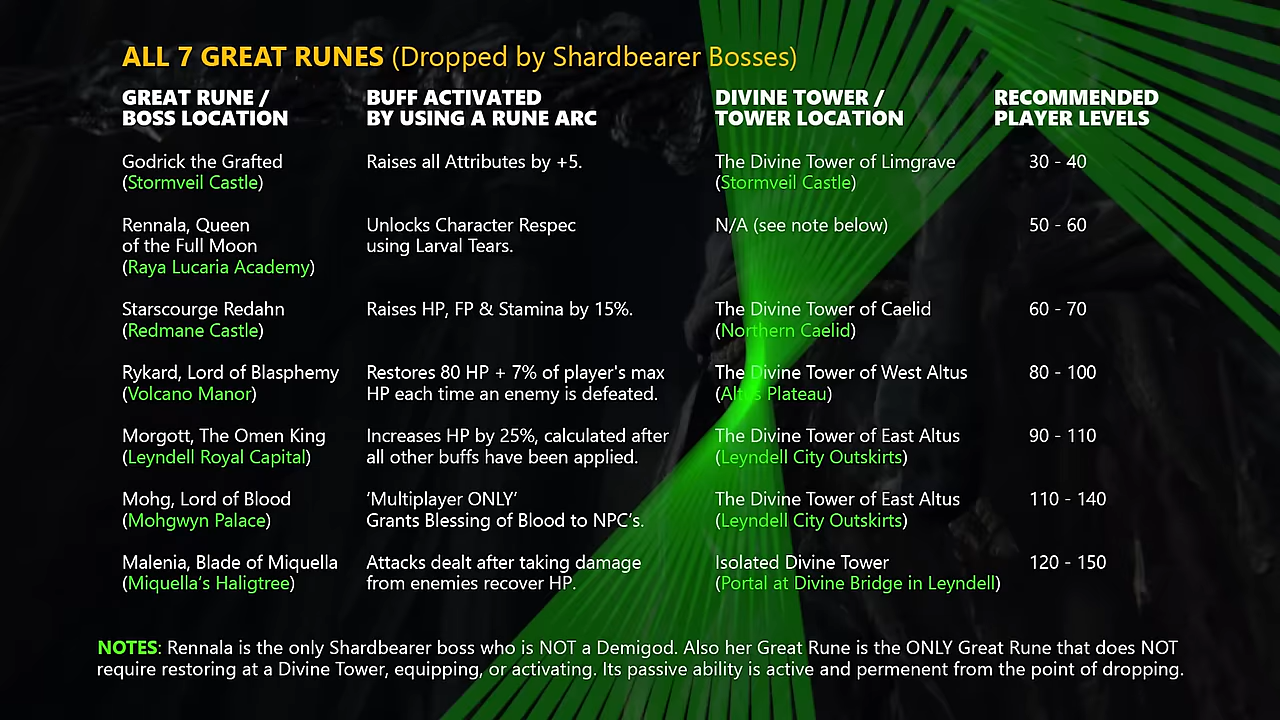 ALL 7 GREAT RUNES (Dropped by Shardbearer Bosses)
GREAT RUNE /
BOSS LOCATION
BUFF ACTIVATED
BY USING A RUNE ARC
DIVINE TOWER /
TOWER LOCATION
RECOMMENDED
PLAYER LEVELS
Godrick the Grafted
(Stormveil Castle)
Raises all Attributes by +5.
The Divine Tower of Limgrave
(Stormveil Castle)
30 - 40
Rennala, Queen
of the Full Moon
(Raya Lucaria Academy)
Unlocks Character Respec
using Larval Tears.
N/A (see note below)
50 - 60
Starscourge Redahn
(Redmane Castle)
Raises HP, FP & Stamina by 15%.
The Divine Tower of Caelid
(Northern Caelid)
60 - 70
Rykard, Lord of Blasphemy
(Volcano Manor)
Restores 80 HP + 7% of player's max
HP each time an enemy is defeated.
The Divine Tower of West Altus
(Altus Plateau)
80 - 100
Morgott, The Omen King
(Leyndell Royal Capital)
Increases HP by 25%, calculated after
all other buffs have been applied.
The Divine Tower of East Altus
(Leyndell City Outskirts)
90 - 110
Mohg, Lord of Blood
(Mohgwyn Palace)
‘Multiplayer ONLY’
Grants Blessing of Blood to NPC’s.
The Divine Tower of East Altus
(Leyndell City Outskirts)
110 - 140
Malenia, Blade of Miquella
(Miquella’s Haligtree)
Attacks dealt after taking damage
from enemies recover HP.
Isolated Divine Tower
(Portal at Divine Bridge in Leyndell)
120 - 150
NOTES: Rennala is the only Shardbearer boss who is NOT a Demigod. Also her Great Rune is the ONLY Great Rune that does NOT
require restoring at a Divine Tower, equipping, or activating. Its passive ability is active and permenent from the point of dropping.